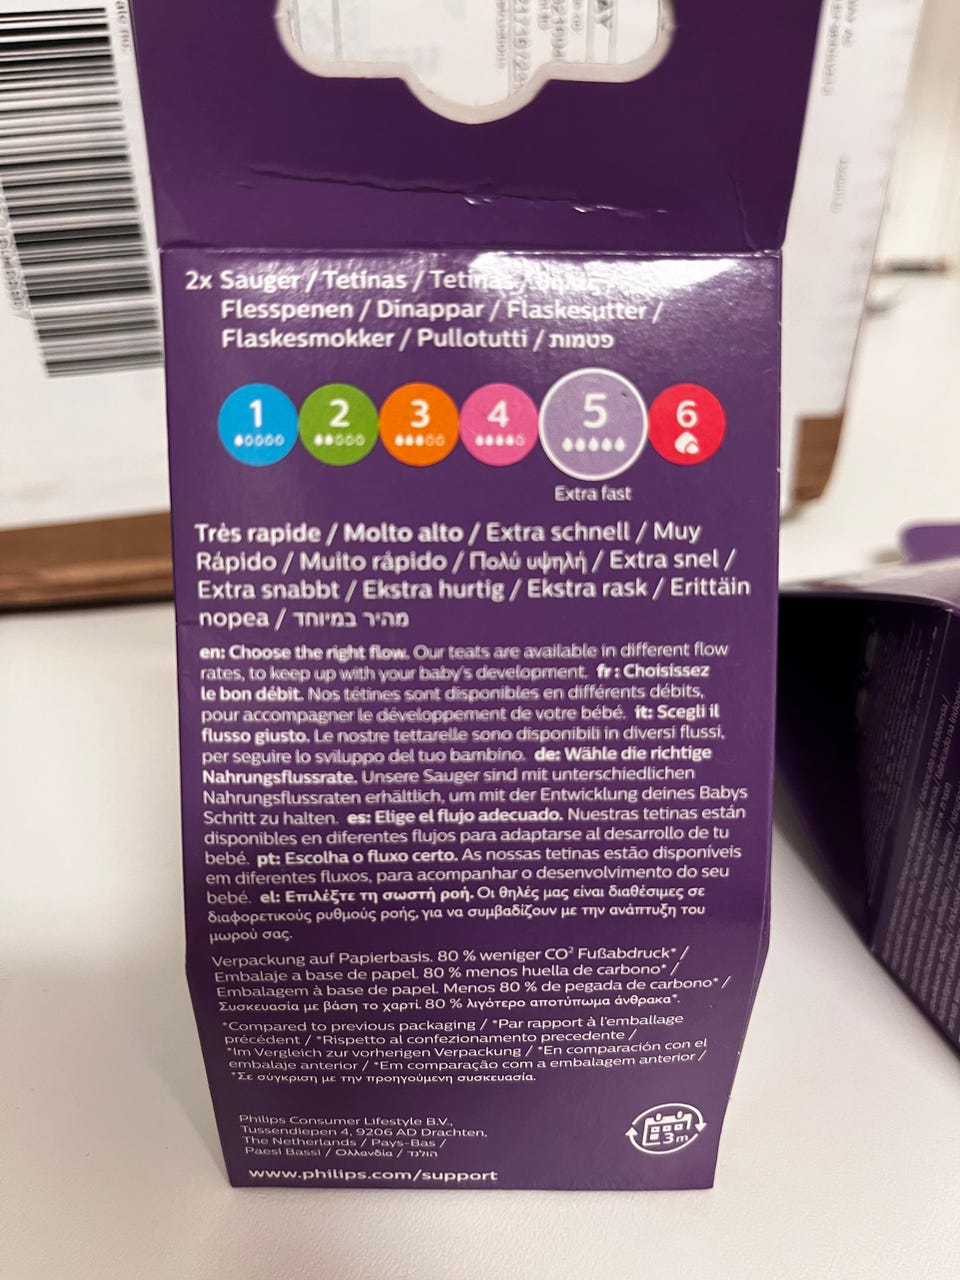 2x Sauger / Tetinas / Tetinas /
Flesspenen / Dinappar / Flaskesutter /
Flaskesmokker / Pullotutti / פטמות
1 2 3 4 5 6
Extra fast
Très rapide / Molto alto / Extra schnell / Muy
Rápido / Muito rápido / Πολύ υψηλή / Extra snel /
Extra snabbt / Ekstra hurtig / Ekstra rask / Erittäin
nopea / מהיר במיוחד
en: Choose the right flow. Our teats are available in different flow
rates, to keep up with your baby's development. fr: Choisissez
le bon débit. Nos tétines sont disponibles en différents débits,
pour accompagner le développement de votre bébé. it: Scegli il
flusso giusto. Le nostre tettarelle sono disponibili in diversi flussi,
per seguire lo sviluppo del tuo bambino. de: Wähle die richtige
Nahrungsflussrate. Unsere Sauger sind mit unterschiedlichen
Nahrungsflussraten erhältlich, um mit der Entwicklung deines Babys
Schritt zu halten. es: Elige el flujo adecuado. Nuestras tetinas están
disponibles en diferentes flujos para adaptarse al desarrollo de tu
bebé. pt: Escolha o fluxo certo. As nossas tetinas estão disponíveis
em diferentes fluxos, para acompanhar o desenvolvimento do seu
bebé. el: Επιλέξτε τη σωστή ροή. Οι θηλές μας είναι διαθέσιμες σε
διαφορετικούς ρυθμούς ροής, για να συμβαδίζουν με την ανάπτυξη του
μωρού σας.
Verpackung auf Papierbasis. 80 % weniger CO² Fußabdruck* /
Embalaje a base de papel. 80 % menos huella de carbono* /
Embalagem à base de papel. Menos 80 % de pegada de carbono* /
Συσκευασία με βάση το χαρτί. 80 % λιγότερο αποτύπωμα άνθρακα*.
*Compared to previous packaging / *Par rapport à l'emballage
précédent / *Rispetto al confezionamento precedente /
*Im Vergleich zur vorherigen Verpackung / *En comparación con el
embalaje anterior / *Em comparação com a embalagem anterior /
*Σε σύγκριση με την προηγούμενη συσκευασία.
Philips Consumer Lifestyle B.V.,
Tussendiepen 4, 9206 AD Drachten,
The Netherlands / Pays-Bas /
Paesi Bassi / Ολλανδία / הולנד
3m
www.philips.com/support